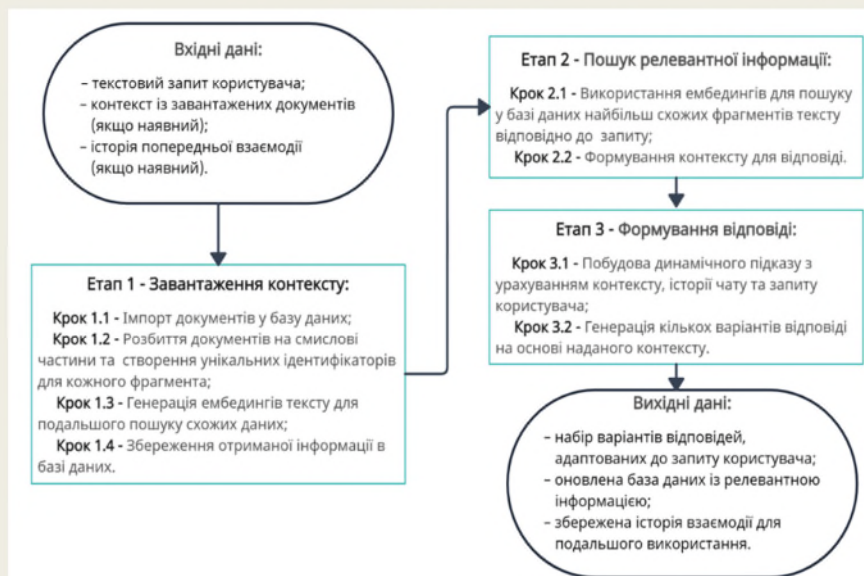 Вхідні дані:
– текстовий запит користувача;
– контекст із завантажених документів
(якщо наявний);
– історія попередньої взаємодії
(якщо наявний).
Етап 1 - Завантаження контексту:
Крок 1.1 - Імпорт документів у базу даних;
Крок 1.2 - Розбиття документів на смислові
частини та створення унікальних ідентифікаторів
для кожного фрагмента;
Крок 1.3 - Генерація ембедингів тексту для
подальшого пошуку схожих даних;
Крок 1.4 - Збереження отриманої інформації в
базі даних.
Етап 2 - Пошук релевантної інформації:
Крок 2.1 - Використання ембедингів для пошуку
у базі даних найбільш схожих фрагментів тексту
відповідно до запиту;
Крок 2.2 - Формування контексту для відповіді.
Етап 3 - Формування відповіді:
Крок 3.1 - Побудова динамічного підказу з
урахуванням контексту, історії чату та запиту
користувача;
Крок 3.2 - Генерація кількох варіантів відповіді
на основі наданого контексту.
Вихідні дані:
– набір варіантів відповідей,
адаптованих до запиту користувача;
– оновлена база даних із релевантною
інформацією;
– збережена історія взаємодії для
подальшого використання.